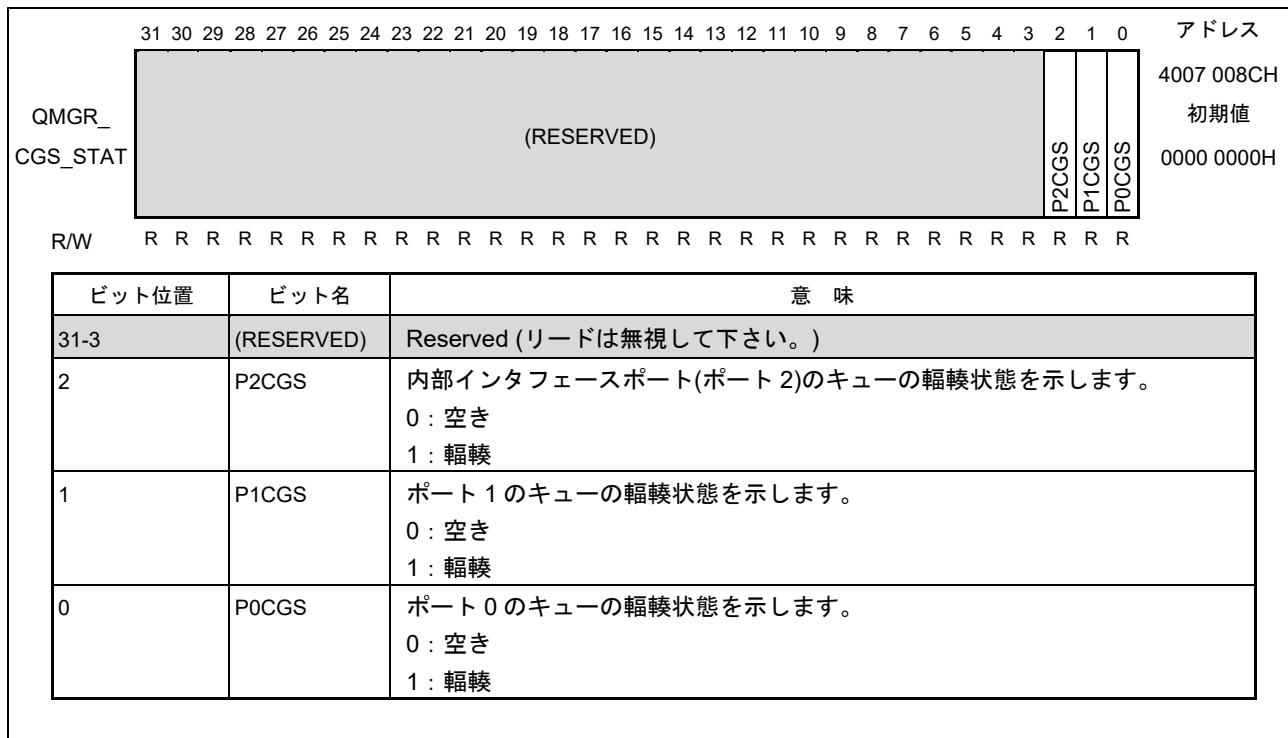 31 30 29 28 27 26 25 24 23 22 21 20 19 18 17 16 15 14 13 12 11 10 9 8 7 6 5 4 3 2 1 0 アドレス
4007 008CH
QMGR_
CGS_STAT
(RESERVED)
P2CGS
P1CGS
P0CGS
初期値
0000 0000H
R/W R R R R R R R R R R R R R R R R R R R R R R R R R R R R R R R R
ビット位置 ビット名 意 味
31-3 (RESERVED) Reserved (リードは無視して下さい。)
2 P2CGS 内部インタフェースポート(ポート 2)のキューの輻輳状態を示します。
0：空き
1：輻輳
1 P1CGS ポート 1 のキューの輻輳状態を示します。
0：空き
1：輻輳
0 P0CGS ポート 0 のキューの輻輳状態を示します。
0：空き
1：輻輳